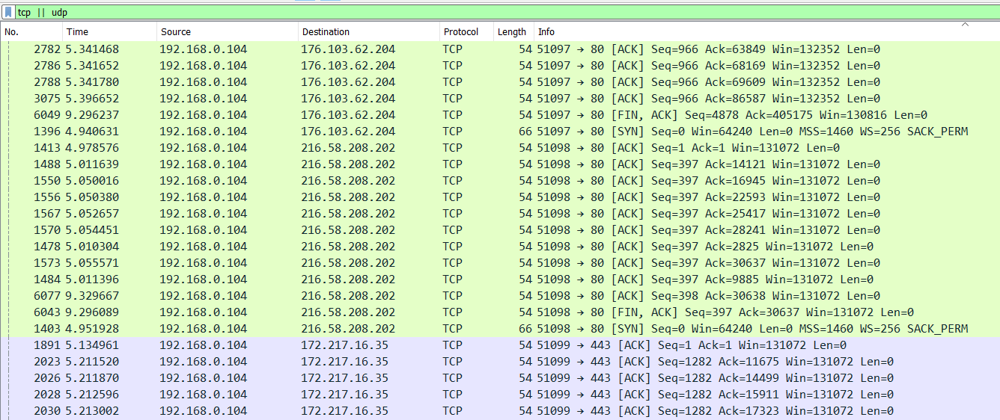 tcp || udp
No. Time Source Destination Protocol Length Info
2782 5.341468 192.168.0.104 176.103.62.204 TCP 54 51097 → 80 [ACK] Seq=966 Ack=63849 Win=132352 Len=0
2786 5.341652 192.168.0.104 176.103.62.204 TCP 54 51097 → 80 [ACK] Seq=966 Ack=68169 Win=132352 Len=0
2788 5.341780 192.168.0.104 176.103.62.204 TCP 54 51097 → 80 [ACK] Seq=966 Ack=69609 Win=132352 Len=0
3075 5.396652 192.168.0.104 176.103.62.204 TCP 54 51097 → 80 [ACK] Seq=966 Ack=86587 Win=132352 Len=0
6049 9.296237 192.168.0.104 176.103.62.204 TCP 54 51097 → 80 [FIN, ACK] Seq=4878 Ack=405175 Win=130816 Len=0
1396 4.940631 192.168.0.104 176.103.62.204 TCP 66 51097 → 80 [SYN] Seq=0 Win=64240 Len=0 MSS=1460 WS=256 SACK_PERM
1413 4.978576 192.168.0.104 216.58.208.202 TCP 54 51098 → 80 [ACK] Seq=1 Ack=1 Win=131072 Len=0
1488 5.011639 192.168.0.104 216.58.208.202 TCP 54 51098 → 80 [ACK] Seq=397 Ack=14121 Win=131072 Len=0
1550 5.050016 192.168.0.104 216.58.208.202 TCP 54 51098 → 80 [ACK] Seq=397 Ack=16945 Win=131072 Len=0
1556 5.050380 192.168.0.104 216.58.208.202 TCP 54 51098 → 80 [ACK] Seq=397 Ack=22593 Win=131072 Len=0
1567 5.052657 192.168.0.104 216.58.208.202 TCP 54 51098 → 80 [ACK] Seq=397 Ack=25417 Win=131072 Len=0
1570 5.054451 192.168.0.104 216.58.208.202 TCP 54 51098 → 80 [ACK] Seq=397 Ack=28241 Win=131072 Len=0
1478 5.010304 192.168.0.104 216.58.208.202 TCP 54 51098 → 80 [ACK] Seq=397 Ack=2825 Win=131072 Len=0
1573 5.055571 192.168.0.104 216.58.208.202 TCP 54 51098 → 80 [ACK] Seq=397 Ack=30637 Win=131072 Len=0
1484 5.011396 192.168.0.104 216.58.208.202 TCP 54 51098 → 80 [ACK] Seq=397 Ack=9885 Win=131072 Len=0
6077 9.329667 192.168.0.104 216.58.208.202 TCP 54 51098 → 80 [ACK] Seq=398 Ack=30638 Win=131072 Len=0
6043 9.296089 192.168.0.104 216.58.208.202 TCP 54 51098 → 80 [FIN, ACK] Seq=397 Ack=30637 Win=131072 Len=0
1403 4.951928 192.168.0.104 216.58.208.202 TCP 66 51098 → 80 [SYN] Seq=0 Win=64240 Len=0 MSS=1460 WS=256 SACK_PERM
1891 5.134961 192.168.0.104 172.217.16.35 TCP 54 51099 → 443 [ACK] Seq=1 Ack=1 Win=131072 Len=0
2023 5.211520 192.168.0.104 172.217.16.35 TCP 54 51099 → 443 [ACK] Seq=1282 Ack=11675 Win=131072 Len=0
2026 5.211870 192.168.0.104 172.217.16.35 TCP 54 51099 → 443 [ACK] Seq=1282 Ack=14499 Win=131072 Len=0
2028 5.212596 192.168.0.104 172.217.16.35 TCP 54 51099 → 443 [ACK] Seq=1282 Ack=15911 Win=131072 Len=0
2030 5.213002 192.168.0.104 172.217.16.35 TCP 54 51099 → 443 [ACK] Seq=1282 Ack=17323 Win=131072 Len=0